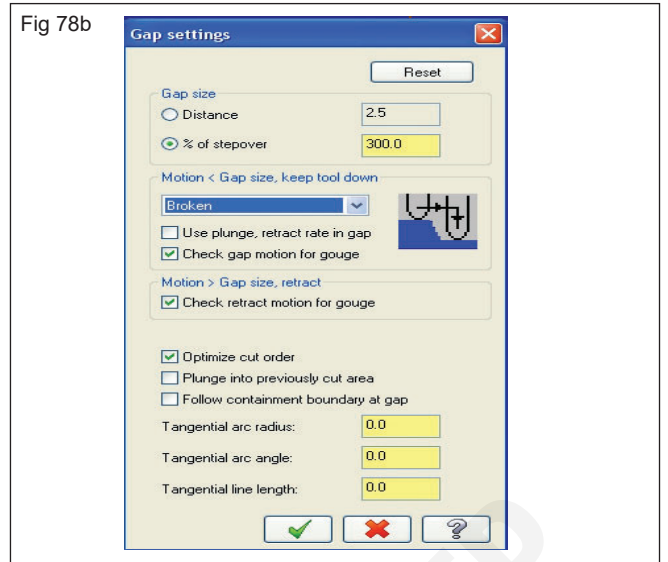 Fig 78b
Gap settings
Reset
Gap size
Distance 2.5
% of stepover 300.0
Motion < Gap size, keep tool down
Broken
Use plunge, retract rate in gap
Check gap motion for gouge
Motion > Gap size, retract
Check retract motion for gouge
Optimize cut order
Plunge into previously cut area
Follow containment boundary at gap
Tangential arc radius: 0.0
Tangential arc angle: 0.0
Tangential line length: 0.0